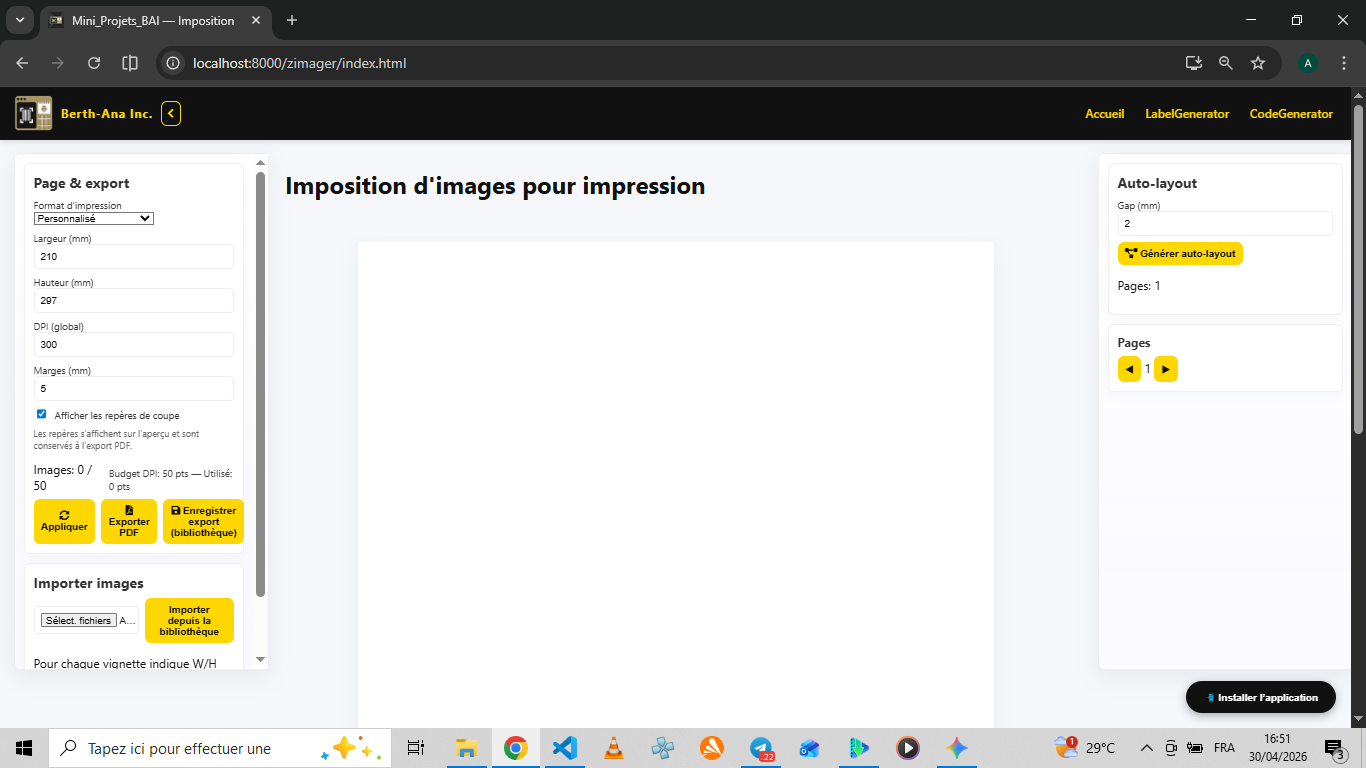 Mini_Projets_BAI — Imposition
localhost:8000/zimager/index.html
A
Berth-Ana Inc.
Accueil
LabelGenerator
CodeGenerator
Page & export
Format d'impression
Personnalisé
Largeur (mm)
210
Hauteur (mm)
297
DPI (global)
300
Marges (mm)
5
Afficher les repères de coupe
Les repères s'affichent sur l'aperçu et sont
conservés à l'export PDF.
Images: 0 /
50
Budget DPI: 50 pts — Utilisé:
0 pts
Appliquer
Exporter
PDF
Enregistrer
export
(bibliothèque)
Importer images
Sélect. fichiers A...
Importer
depuis la
bibliothèque
Pour chaque vignette indique W/H
Imposition d'images pour impression
Auto-layout
Gap (mm)
2
Générer auto-layout
Pages: 1
Pages
◄ 1 ►
Installer l'application
Tapez ici pour effectuer une
22
1
29°C
FRA
16:51
30/04/2026
3